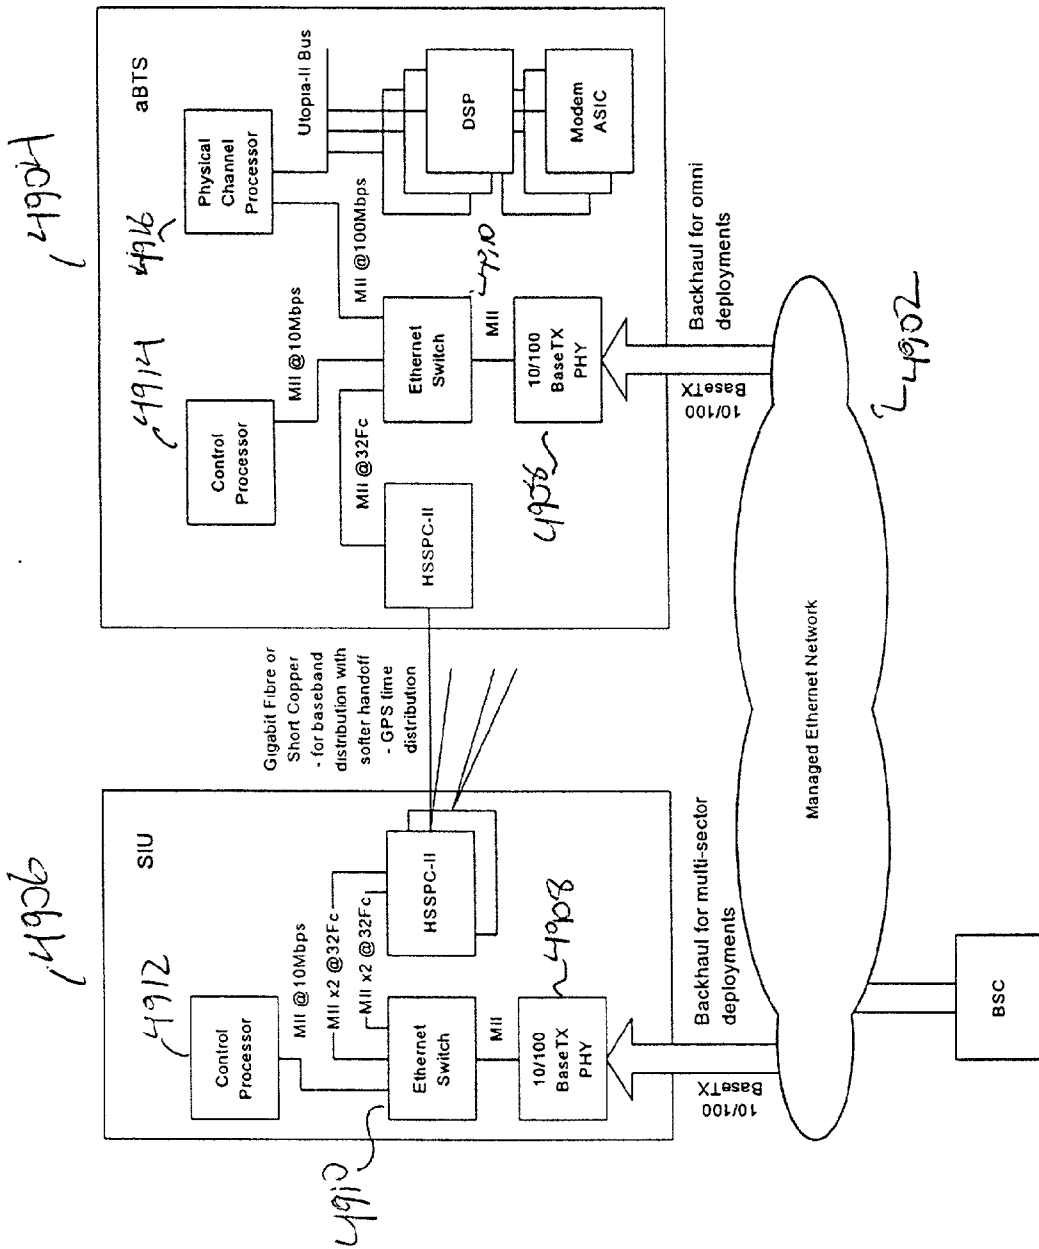 4906
SIU
4912
Control
Processor
MII @10Mbps
MII x2 @32Fc
MII x2 @32Fc
HSSPC-II
4910
Ethernet
Switch
MII
4908
10/100
BaseTX
PHY
10/100
BaseTX
Backhaul for multi-sector
deployments
Gigabit Fibre or
Short Copper
- for baseband
distribution with
softer handoff
- GPS time
distribution
4904
aBTS
4914
Control
Processor
4916
Physical
Channel
Processor
MII @10Mbps
MII @100Mbps
Utopia-II Bus
MII @32Fc
HSSPC-II
Ethernet
Switch
4910
MII
DSP
Modem
ASIC
10/100
BaseTX
PHY
10/100
BaseTX
Backhaul for omni
deployments
4902
Managed Ethernet Network
BSC